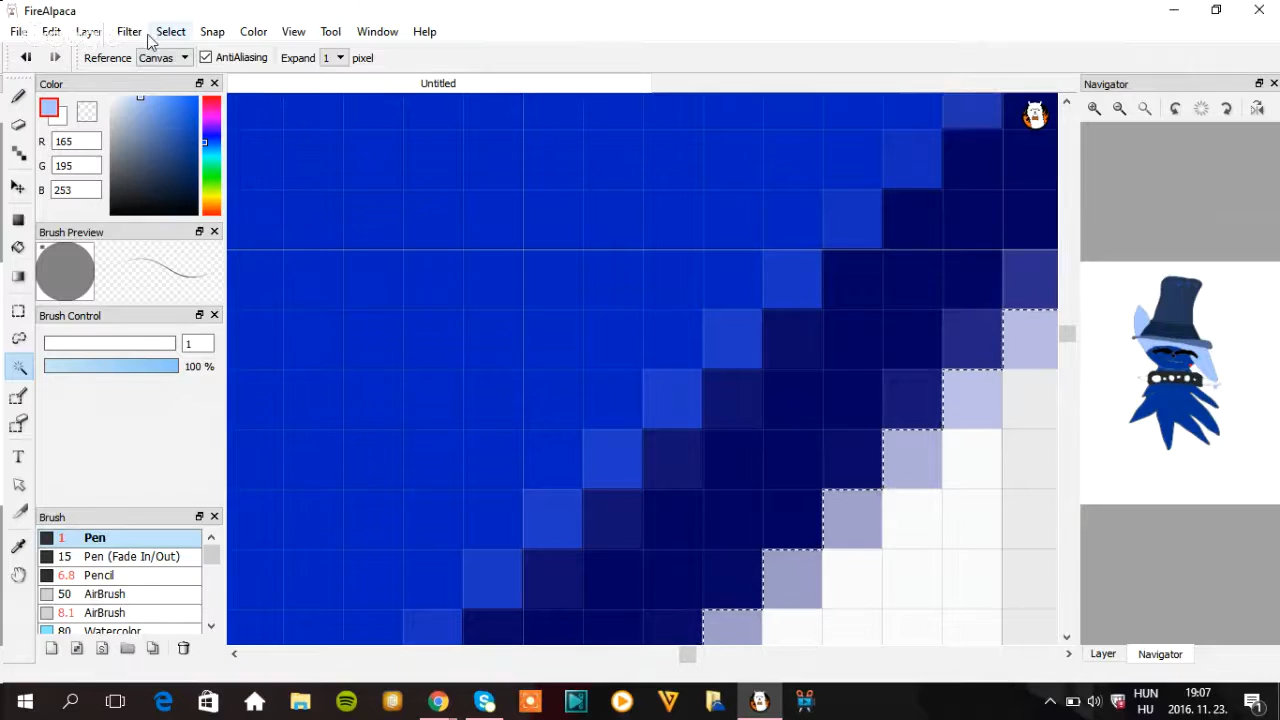 FireAlpaca
File Edit Layer Filter Select Snap Color View Tool Window Help
Reference Canvas AntiAliasing Expand 1 pixel
Color
Untitled
Navigator
R 165
G 195
B 253
Brush Preview
Brush Control
1
100 %
T
Brush
1 Pen
15 Pen (Fade In/Out)
6.8 Pencil
50 AirBrush
8.1 AirBrush
80 Watercolor
Layer Navigator
HUN 19:07
HU 2016. 11. 23.